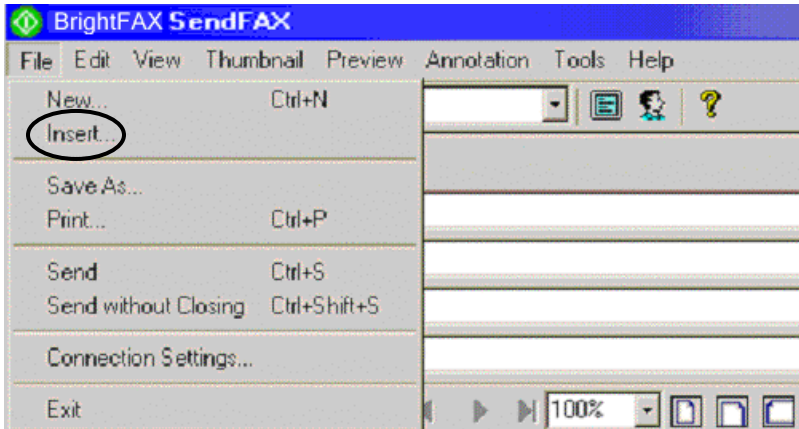 BrightFAX SendFAX
File Edit View Thumbnail Preview Annotation Tools Help
New... Ctrl+N
Insert...
Save As...
Print... Ctrl+P
Send Ctrl+S
Send without Closing Ctrl+Shift+S
Connection Settings...
Exit
100%